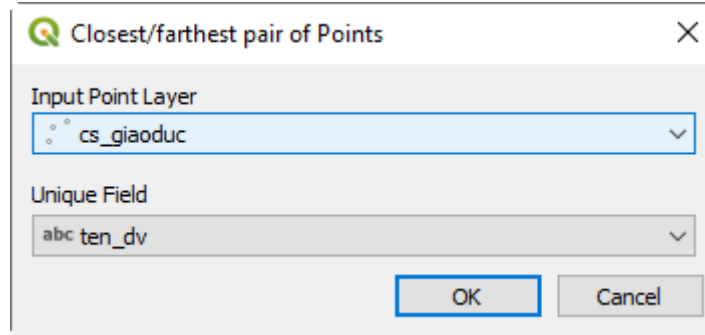 Closest/farthest pair of Points
Input Point Layer
cs_giaoduc
Unique Field
abc ten_dv
OK Cancel